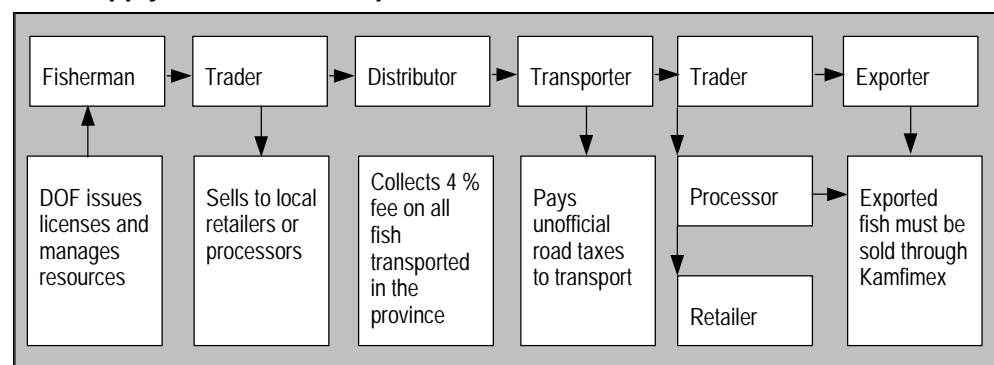 Fisherman
Trader
Distributor
Transporter
Trader
Exporter
DOF issues
licenses and
manages
resources
Sells to local
retailers or
processors
Collects 4 %
fee on all
fish
transported
in the
province
Pays
unofficial
road taxes
to transport
Processor
Retailer
Exported
fish must be
sold through
Kamfimex